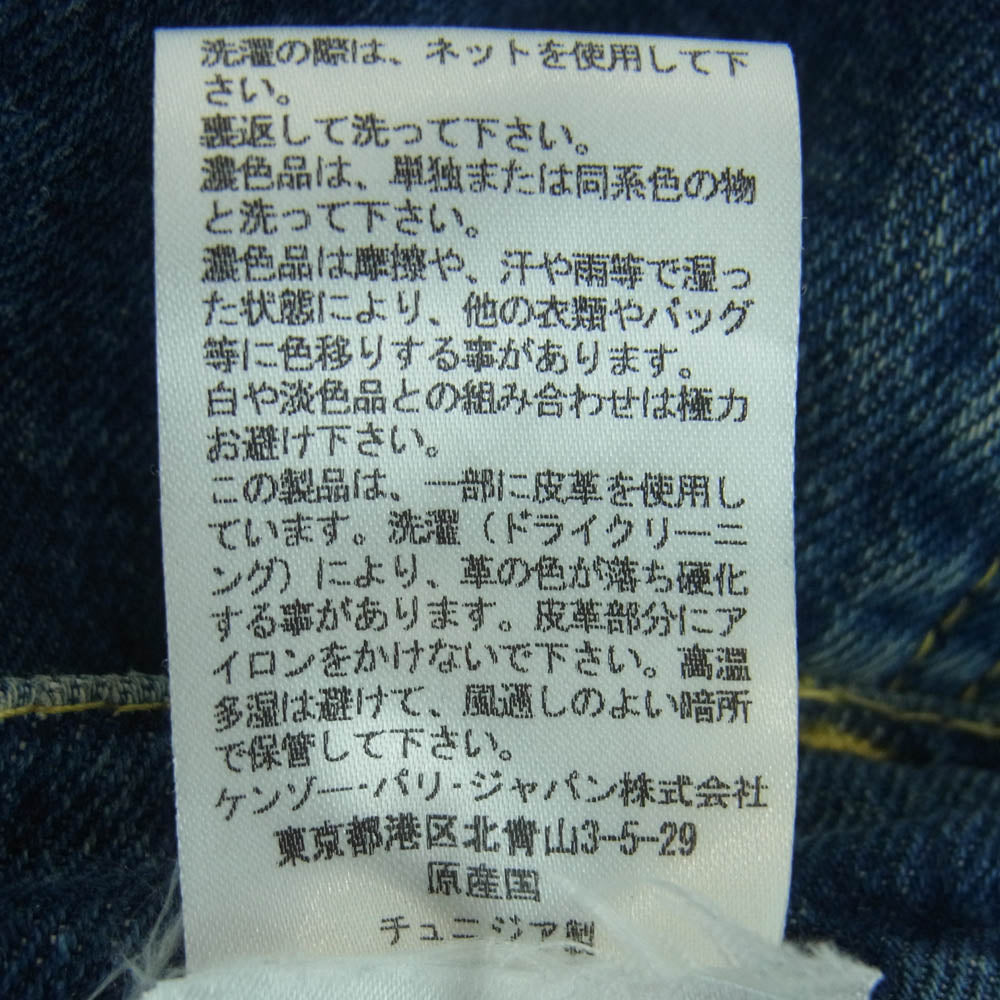 洗濯の際は、ネットを使用して下
さい。
裏返して洗って下さい。
濃色品は、単独または同系色の物
と洗って下さい。
濃色品は摩擦や、汗や雨等で湿っ
た状態により、他の衣類やバッグ
等に色移りする事があります。
白や淡色品との組み合わせは極力
お避け下さい。
この製品は、一部に皮革を使用し
ています。洗濯（ドライクリーニ
ング）により、革の色が落ち硬化
する事があります。皮革部分にア
イロンをかけないで下さい。高温
多湿は避けて、風通しのよい暗所
で保管して下さい。
ケンゾー・パリ・ジャパン株式会社
東京都港区北青山3-5-29
原産国
チュニジア製